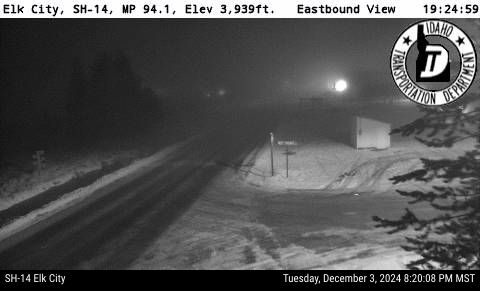 Elk City, SH-14, MP 94.1, Elev 3,939ft. Eastbound View 19:24:59
IDAHO
TRANSPORTATION DEPARTMENT
SH-14 Elk City
Tuesday, December 3, 2024 8:20:08 PM MST